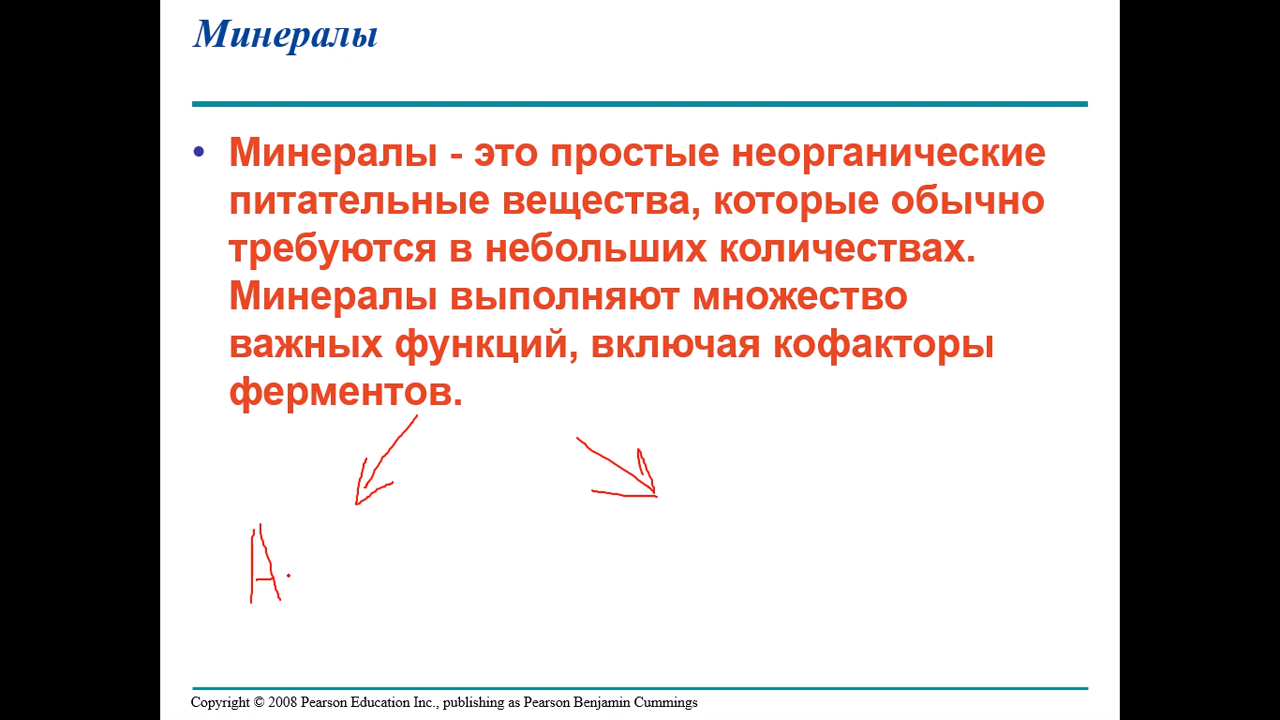 Минералы
• Минералы - это простые неорганические
питательные вещества, которые обычно
требуются в небольших количествах.
Минералы выполняют множество
важных функций, включая кофакторы
ферментов.
А.
Copyright © 2008 Pearson Education Inc., publishing as Pearson Benjamin Cummings